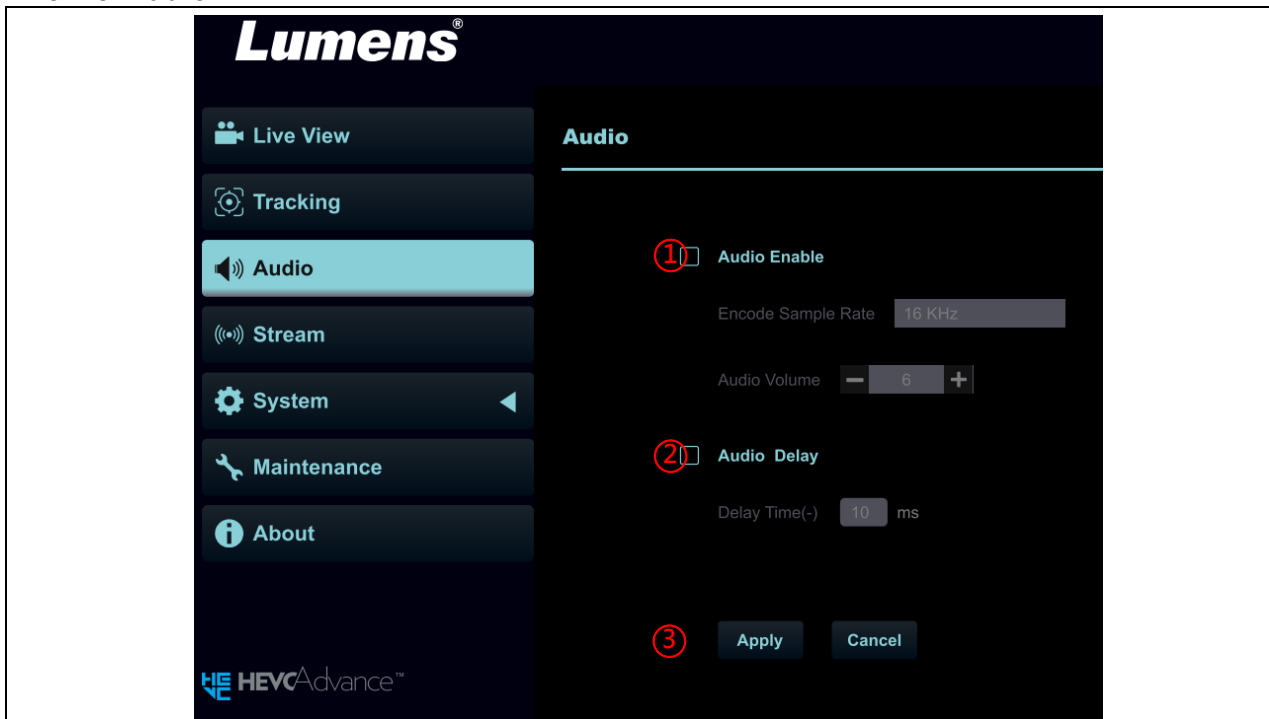 Lumens®
Live View
Tracking
Audio
Stream
System
Maintenance
About
HEVCAdvance™
Audio
① Audio Enable
Encode Sample Rate 16 KHz
Audio Volume − 6 +
② Audio Delay
Delay Time(-) 10 ms
③ Apply Cancel